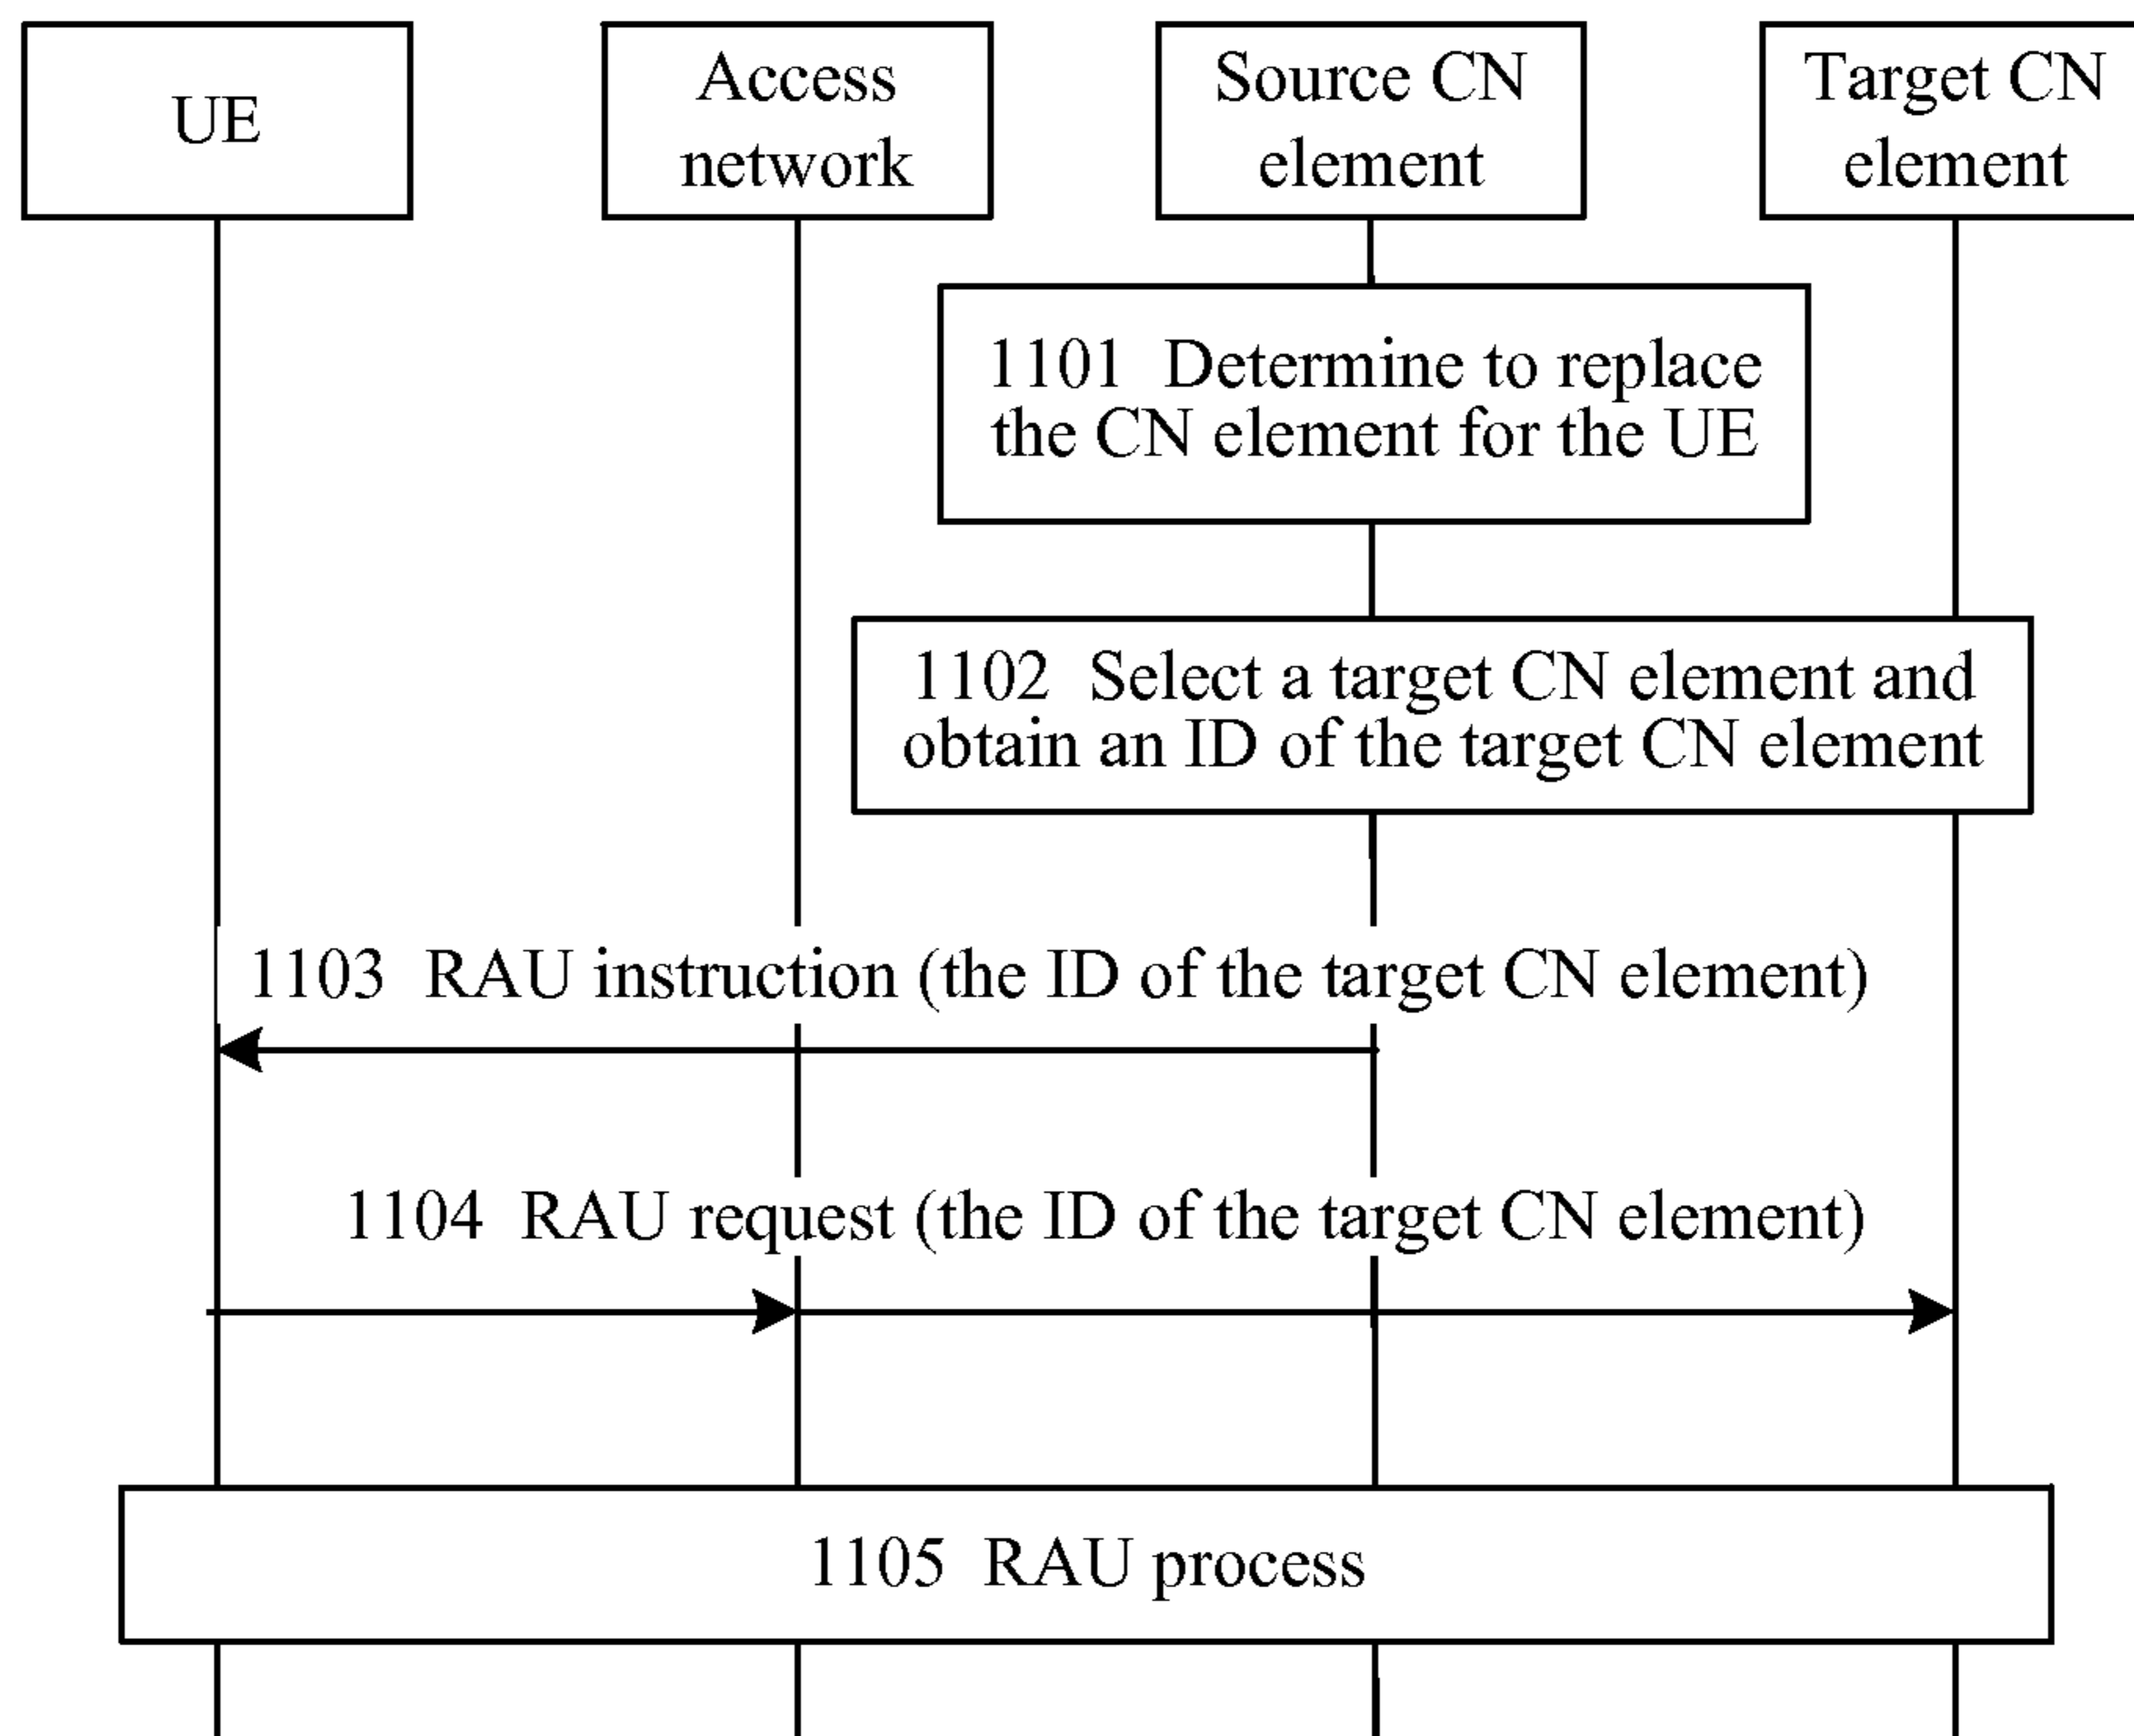 UE
Access
network
Source CN
element
Target CN
element
1101 Determine to replace
the CN element for the UE
1102 Select a target CN element and
obtain an ID of the target CN element
1103 RAU instruction (the ID of the target CN element)
1104 RAU request (the ID of the target CN element)
1105 RAU process